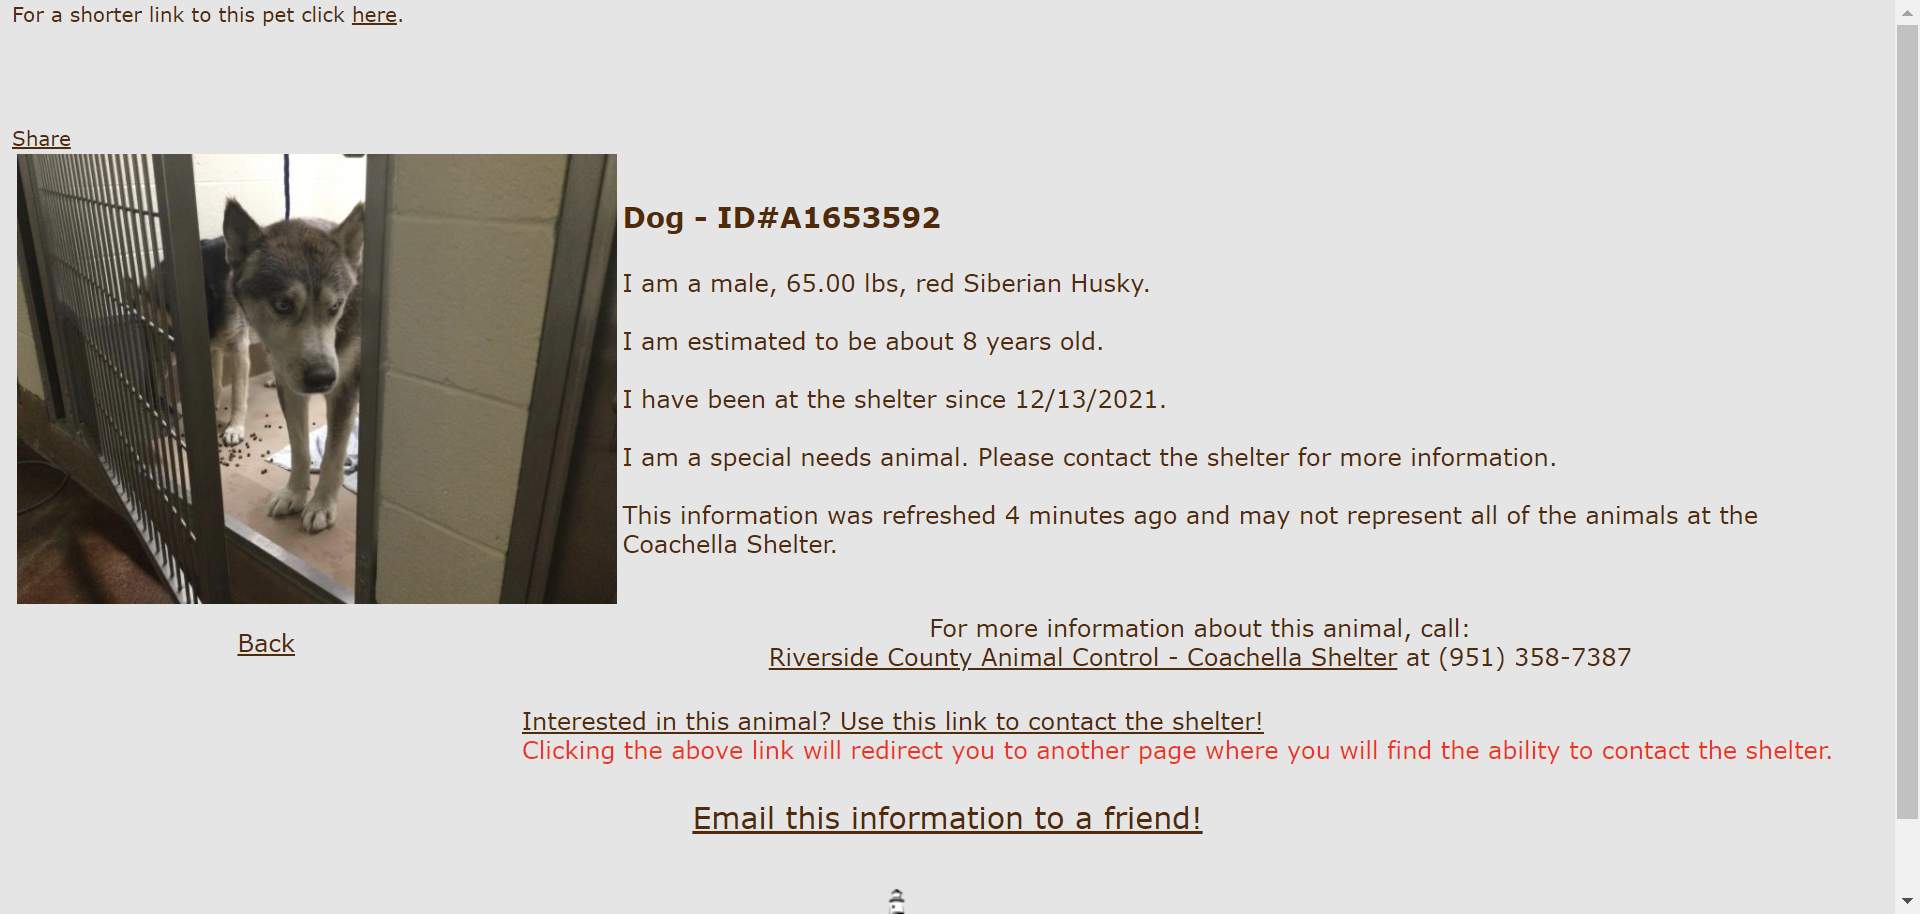 For a shorter link to this pet click here.
Share
Dog - ID#A1653592
I am a male, 65.00 lbs, red Siberian Husky.
I am estimated to be about 8 years old.
I have been at the shelter since 12/13/2021.
I am a special needs animal. Please contact the shelter for more information.
This information was refreshed 4 minutes ago and may not represent all of the animals at the
Coachella Shelter.
Back
For more information about this animal, call:
Riverside County Animal Control - Coachella Shelter at (951) 358-7387
Interested in this animal? Use this link to contact the shelter!
Clicking the above link will redirect you to another page where you will find the ability to contact the shelter.
Email this information to a friend!